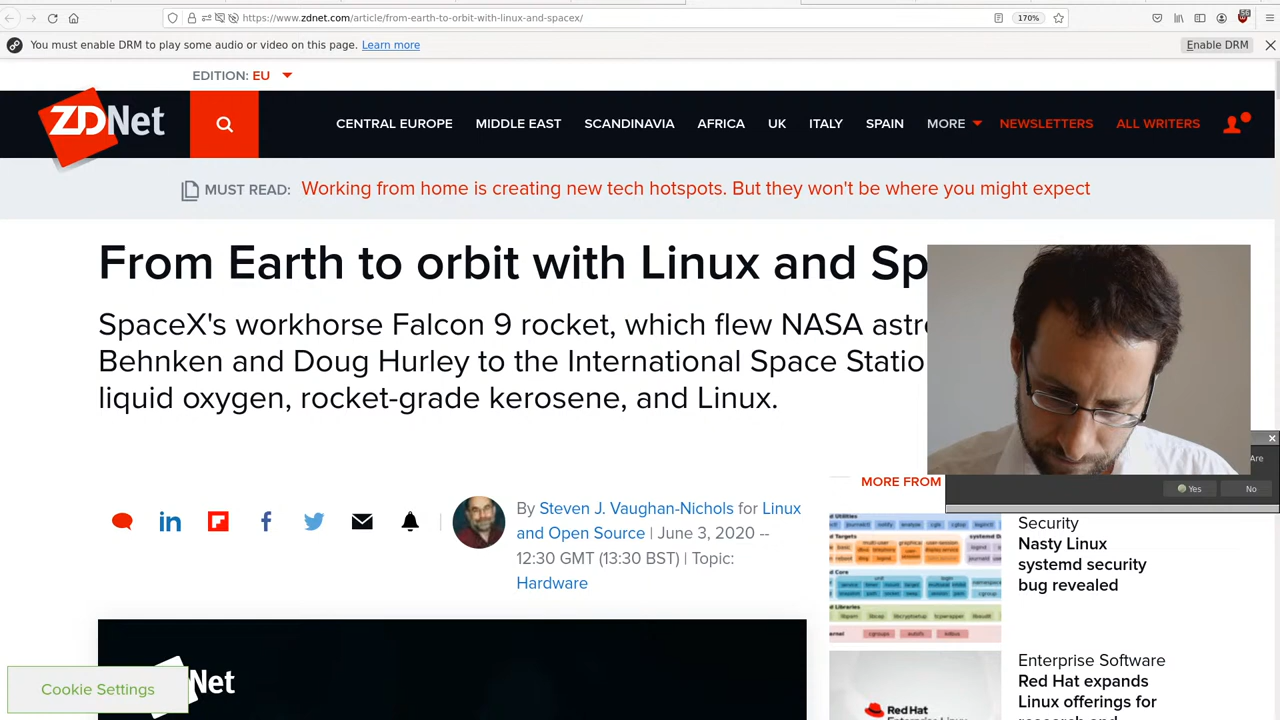 https://www.zdnet.com/article/from-earth-to-orbit-with-linux-and-spacex/
170%
You must enable DRM to play some audio or video on this page. Learn more
Enable DRM
EDITION: EU
ZDNet
CENTRAL EUROPE MIDDLE EAST SCANDINAVIA AFRICA UK ITALY SPAIN MORE NEWSLETTERS ALL WRITERS
MUST READ: Working from home is creating new tech hotspots. But they won't be where you might expect
From Earth to orbit with Linux and Sp
SpaceX's workhorse Falcon 9 rocket, which flew NASA astr
Behnken and Doug Hurley to the International Space Statio
liquid oxygen, rocket-grade kerosene, and Linux.
Are
Yes No
MORE FROM
By Steven J. Vaughan-Nichols for Linux
and Open Source | June 3, 2020 --
12:30 GMT (13:30 BST) | Topic:
Hardware
Security
Nasty Linux
systemd security
bug revealed
Enterprise Software
Red Hat expands
Linux offerings for
Red Hat
Net
Cookie Settings